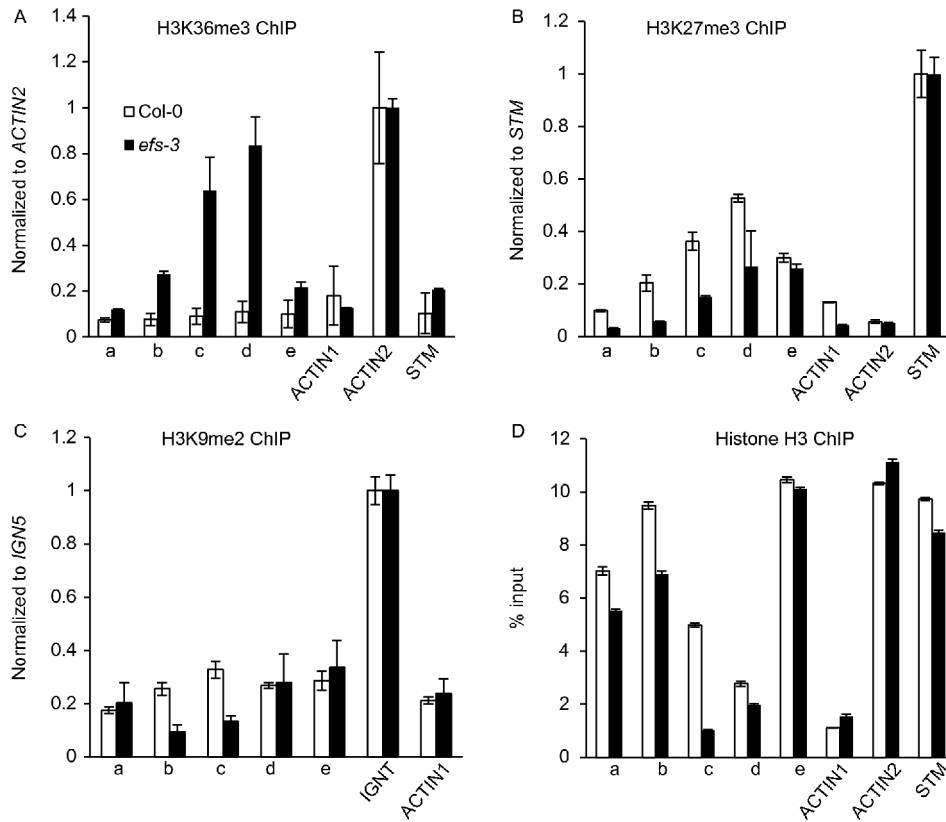 A
H3K36me3 ChIP
Normalized to ACTIN2
1.4
1.2
1.0
0.8
0.6
0.4
0.2
0
Col-0
efs-3
a b c d e ACTIN1 ACTIN2 STM
B
H3K27me3 ChIP
Normalized to STM
1.2
1
0.8
0.6
0.4
0.2
0
a b c d e ACTIN1 ACTIN2 STM
C
H3K9me2 ChIP
Normalized to IGN5
1.2
1
0.8
0.6
0.4
0.2
0
a b c d e IGNT ACTIN1
D
Histone H3 ChIP
% input
12
10
8
6
4
2
0
a b c d e ACTIN1 ACTIN2 STM